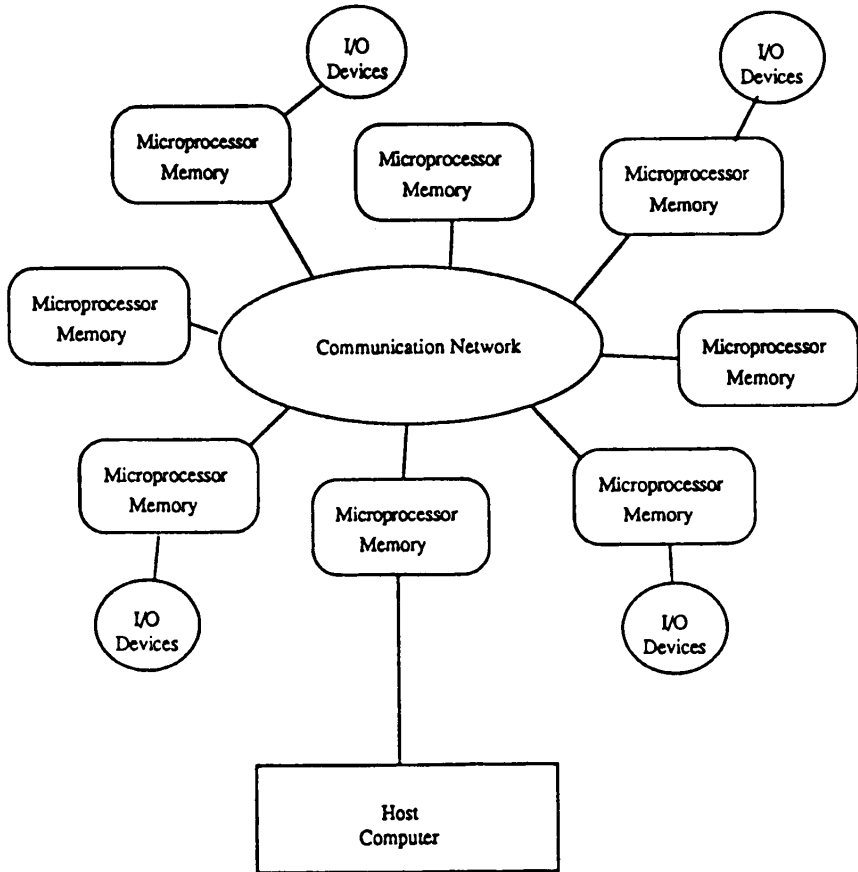 I/O
Devices
I/O
Devices
Microprocessor
Memory
Microprocessor
Memory
Microprocessor
Memory
Microprocessor
Memory
Communication Network
Microprocessor
Memory
Microprocessor
Memory
Microprocessor
Memory
Microprocessor
Memory
I/O
Devices
I/O
Devices
Host
Computer